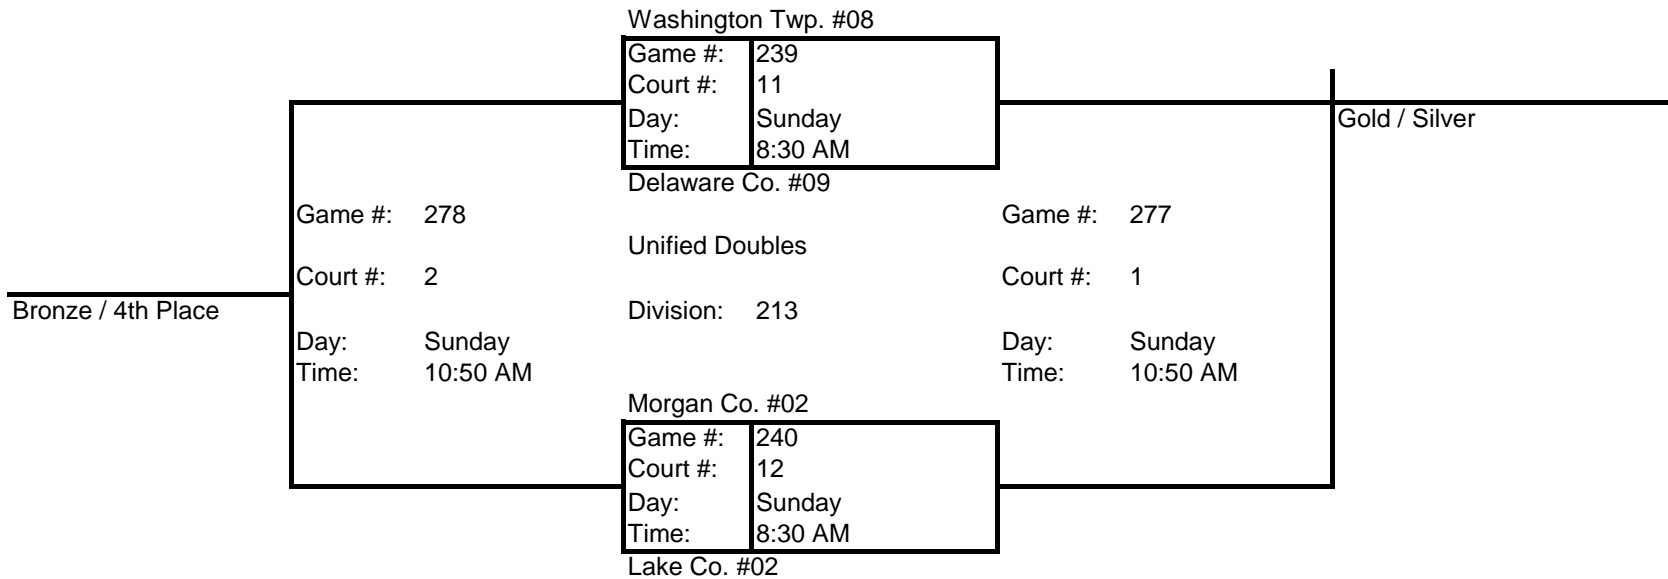 Washington Twp. #08
Game #: 239
Court #: 11
Day: Sunday
Gold / Silver
Time: 8:30 AM
Delaware Co. #09
Game #: 278
Game #: 277
Unified Doubles
Court #: 2
Court #: 1
Bronze / 4th Place
Division: 213
Day: Sunday
Day: Sunday
Time: 10:50 AM
Time: 10:50 AM
Morgan Co. #02
Game #: 240
Court #: 12
Day: Sunday
Time: 8:30 AM
Lake Co. #02